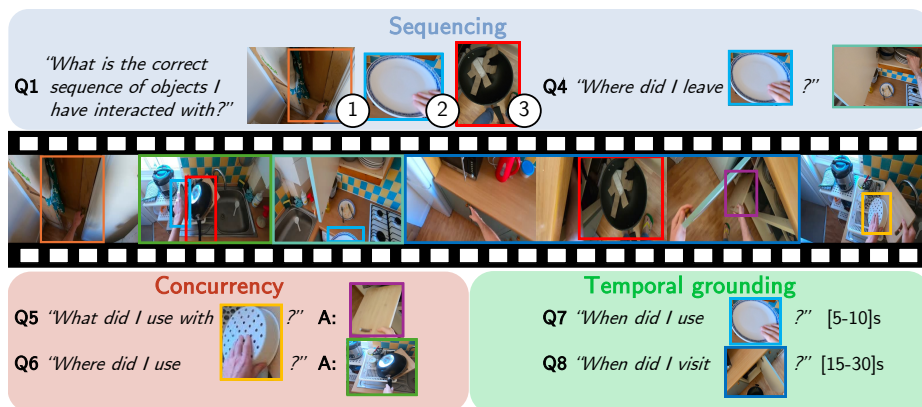 Sequencing
Q1 “What is the correct
sequence of objects I
have interacted with?”
1 2 3
Q4 “Where did I leave ?”
Concurrency
Q5 “What did I use with ?” A:
Q6 “Where did I use ?” A:
Temporal grounding
Q7 “When did I use ?” [5-10]s
Q8 “When did I visit ?” [15-30]s